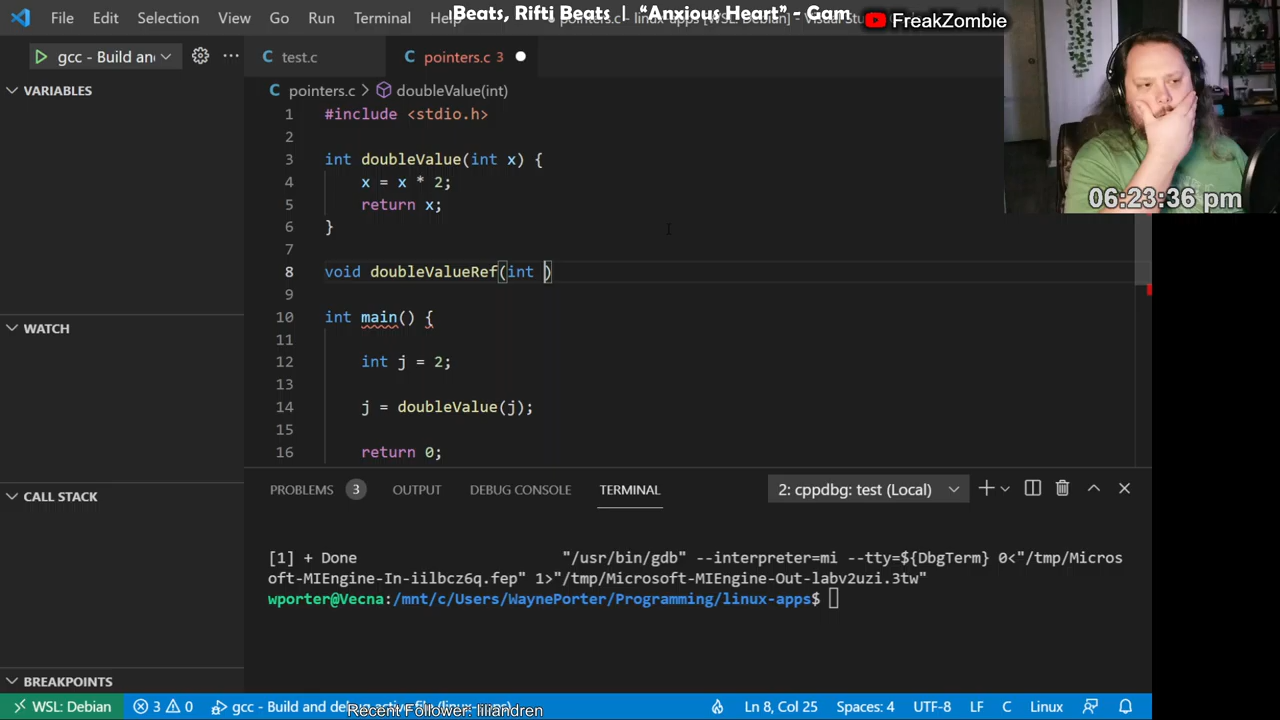 Beats, Rifti Beats | “Anxious Heart” - Gam
FreakZombie
File Edit Selection View Go Run Terminal Help
gcc - Build an
test.c
pointers.c 3
VARIABLES
pointers.c > doubleValue(int)
1 #include <stdio.h>
2
3 int doubleValue(int x) {
4 x = x * 2;
5 return x;
6 }
7
8 void doubleValueRef(int )
9
10 int main() {
11
12 int j = 2;
13
14 j = doubleValue(j);
15
16 return 0;
06:23:36 pm
WATCH
CALL STACK
BREAKPOINTS
PROBLEMS 3 OUTPUT DEBUG CONSOLE TERMINAL 2: cppdbg: test (Local)
[1] + Done "/usr/bin/gdb" --interpreter=mi --tty=${DbgTerm} 0<"/tmp/Micros
oft-MIEngine-In-iilbcz6q.fep" 1>"/tmp/Microsoft-MIEngine-Out-labv2uzi.3tw"
wporter@Vecna:/mnt/c/Users/WaynePorter/Programming/linux-apps$
WSL: Debian 3 0 gcc - Build and debug active file (linux-apps) Ln 8, Col 25 Spaces: 4 UTF-8 LF C Linux
Recent Follower: liliandren